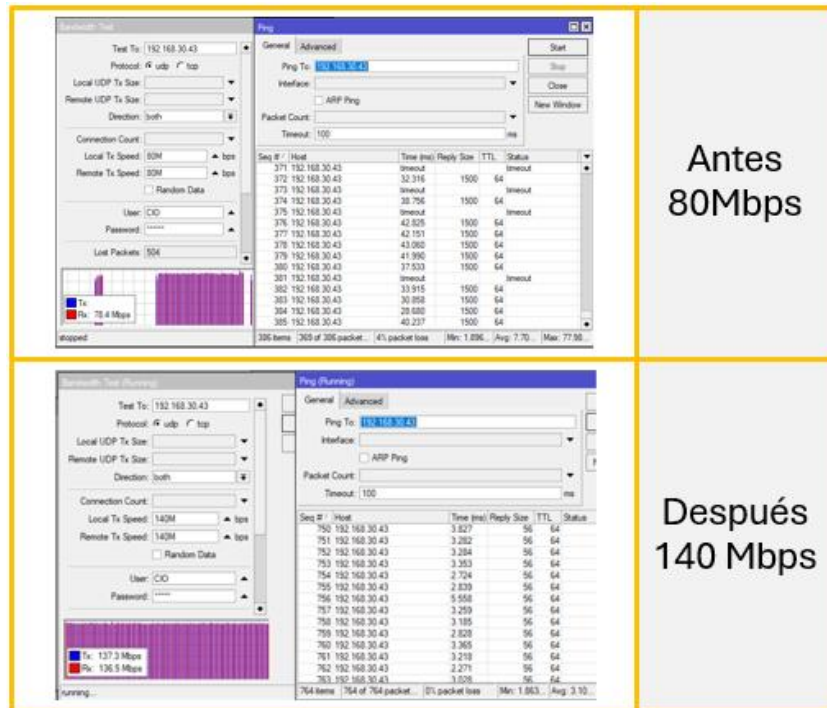 Bandwidth Test
Test To: 192.168.30.43
Protocol: udp tcp
Local UDP Tx Size:
Remote UDP Tx Size:
Direction: both
Connection Count:
Local Tx Speed: 80M bps
Remote Tx Speed: 80M bps
Random Data
User: CIO
Password: *****
Lost Packets: 504
Tx:
Rx: 78.4 Mbps
stopped
Ping
General Advanced
Ping To: 192.168.30.43
Interface:
ARP Ping
Packet Count:
Timeout: 100 ms
Start
Stop
Close
New Window
Seq # Host Time (ms) Reply Size TTL Status
371 192.168.30.43 timeout timeout
372 192.168.30.43 32.316 1500 64
373 192.168.30.43 timeout timeout
374 192.168.30.43 38.756 1500 64
375 192.168.30.43 timeout timeout
376 192.168.30.43 42.825 1500 64
377 192.168.30.43 42.151 1500 64
378 192.168.30.43 43.060 1500 64
379 192.168.30.43 41.990 1500 64
380 192.168.30.43 37.533 1500 64
381 192.168.30.43 timeout timeout
382 192.168.30.43 33.915 1500 64
383 192.168.30.43 30.858 1500 64
384 192.168.30.43 28.680 1500 64
385 192.168.30.43 40.237 1500 64
386 items 369 of 386 packet... 4% packet loss Min: 1.896... Avg: 7.70... Max: 77.98...
Antes
80Mbps
Bandwidth Test (Running)
Test To: 192.168.30.43
Protocol: udp tcp
Local UDP Tx Size:
Remote UDP Tx Size:
Direction: both
Connection Count:
Local Tx Speed: 140M bps
Remote Tx Speed: 140M bps
Random Data
User: CIO
Password: *****
Tx: 137.3 Mbps
Rx: 136.5 Mbps
running...
Ping (Running)
General Advanced
Ping To: 192.168.30.43
Interface:
ARP Ping
Packet Count:
Timeout: 100 ms
Seq # Host Time (ms) Reply Size TTL Status
750 192.168.30.43 3.827 56 64
751 192.168.30.43 3.282 56 64
752 192.168.30.43 3.284 56 64
753 192.168.30.43 3.353 56 64
754 192.168.30.43 2.724 56 64
755 192.168.30.43 2.839 56 64
756 192.168.30.43 5.558 56 64
757 192.168.30.43 3.259 56 64
758 192.168.30.43 3.185 56 64
759 192.168.30.43 2.828 56 64
760 192.168.30.43 3.365 56 64
761 192.168.30.43 3.218 56 64
762 192.168.30.43 2.271 56 64
763 192.168.30.43 3.028 56 64
764 items 764 of 764 packet... 0% packet loss Min: 1.863... Avg: 3.10...
Después
140 Mbps